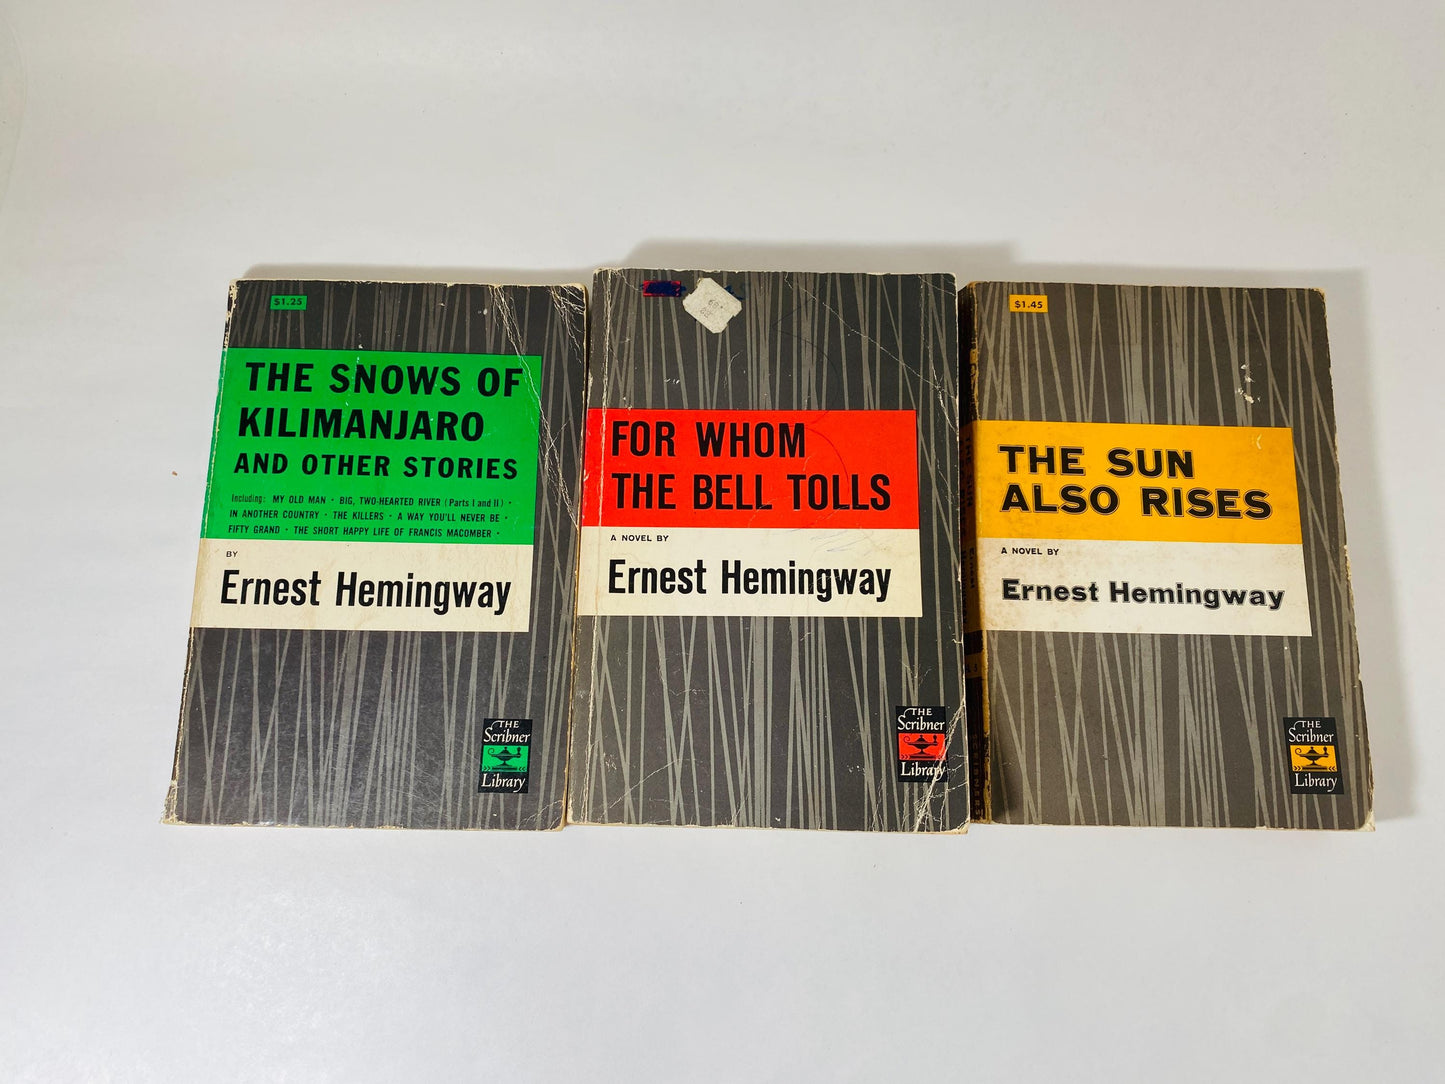 $1.25
THE SNOWS OF
KILIMANJARO
AND OTHER STORIES
Including: MY OLD MAN · BIG, TWO-HEARTED RIVER (Parts I and II) ·
IN ANOTHER COUNTRY · THE KILLERS · A WAY YOU'LL NEVER BE ·
FIFTY GRAND · THE SHORT HAPPY LIFE OF FRANCIS MACOMBER ·
BY
Ernest Hemingway
THE
Scribner
Library
FOR WHOM
THE BELL TOLLS
A NOVEL BY
Ernest Hemingway
THE
Scribner
Library
$1.45
THE SUN
ALSO RISES
A NOVEL BY
Ernest Hemingway
THE
Scribner
Library